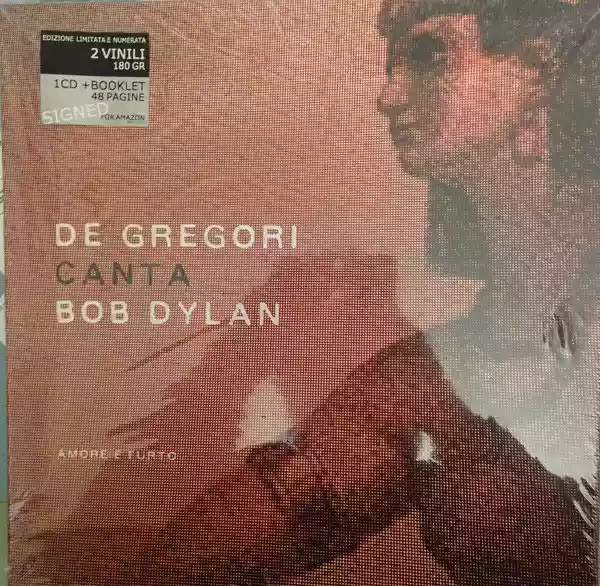 EDIZIONE LIMITATA E NUMERATA
2 VINILI
180 GR
1CD +BOOKLET
48 PAGINE
SIGNED
FOR AMAZON
DE GREGORI
CANTA
BOB DYLAN
AMORE E FURTO